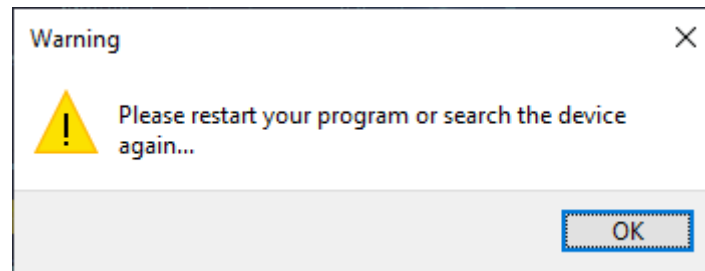 Warning
Please restart your program or search the device
again...
OK